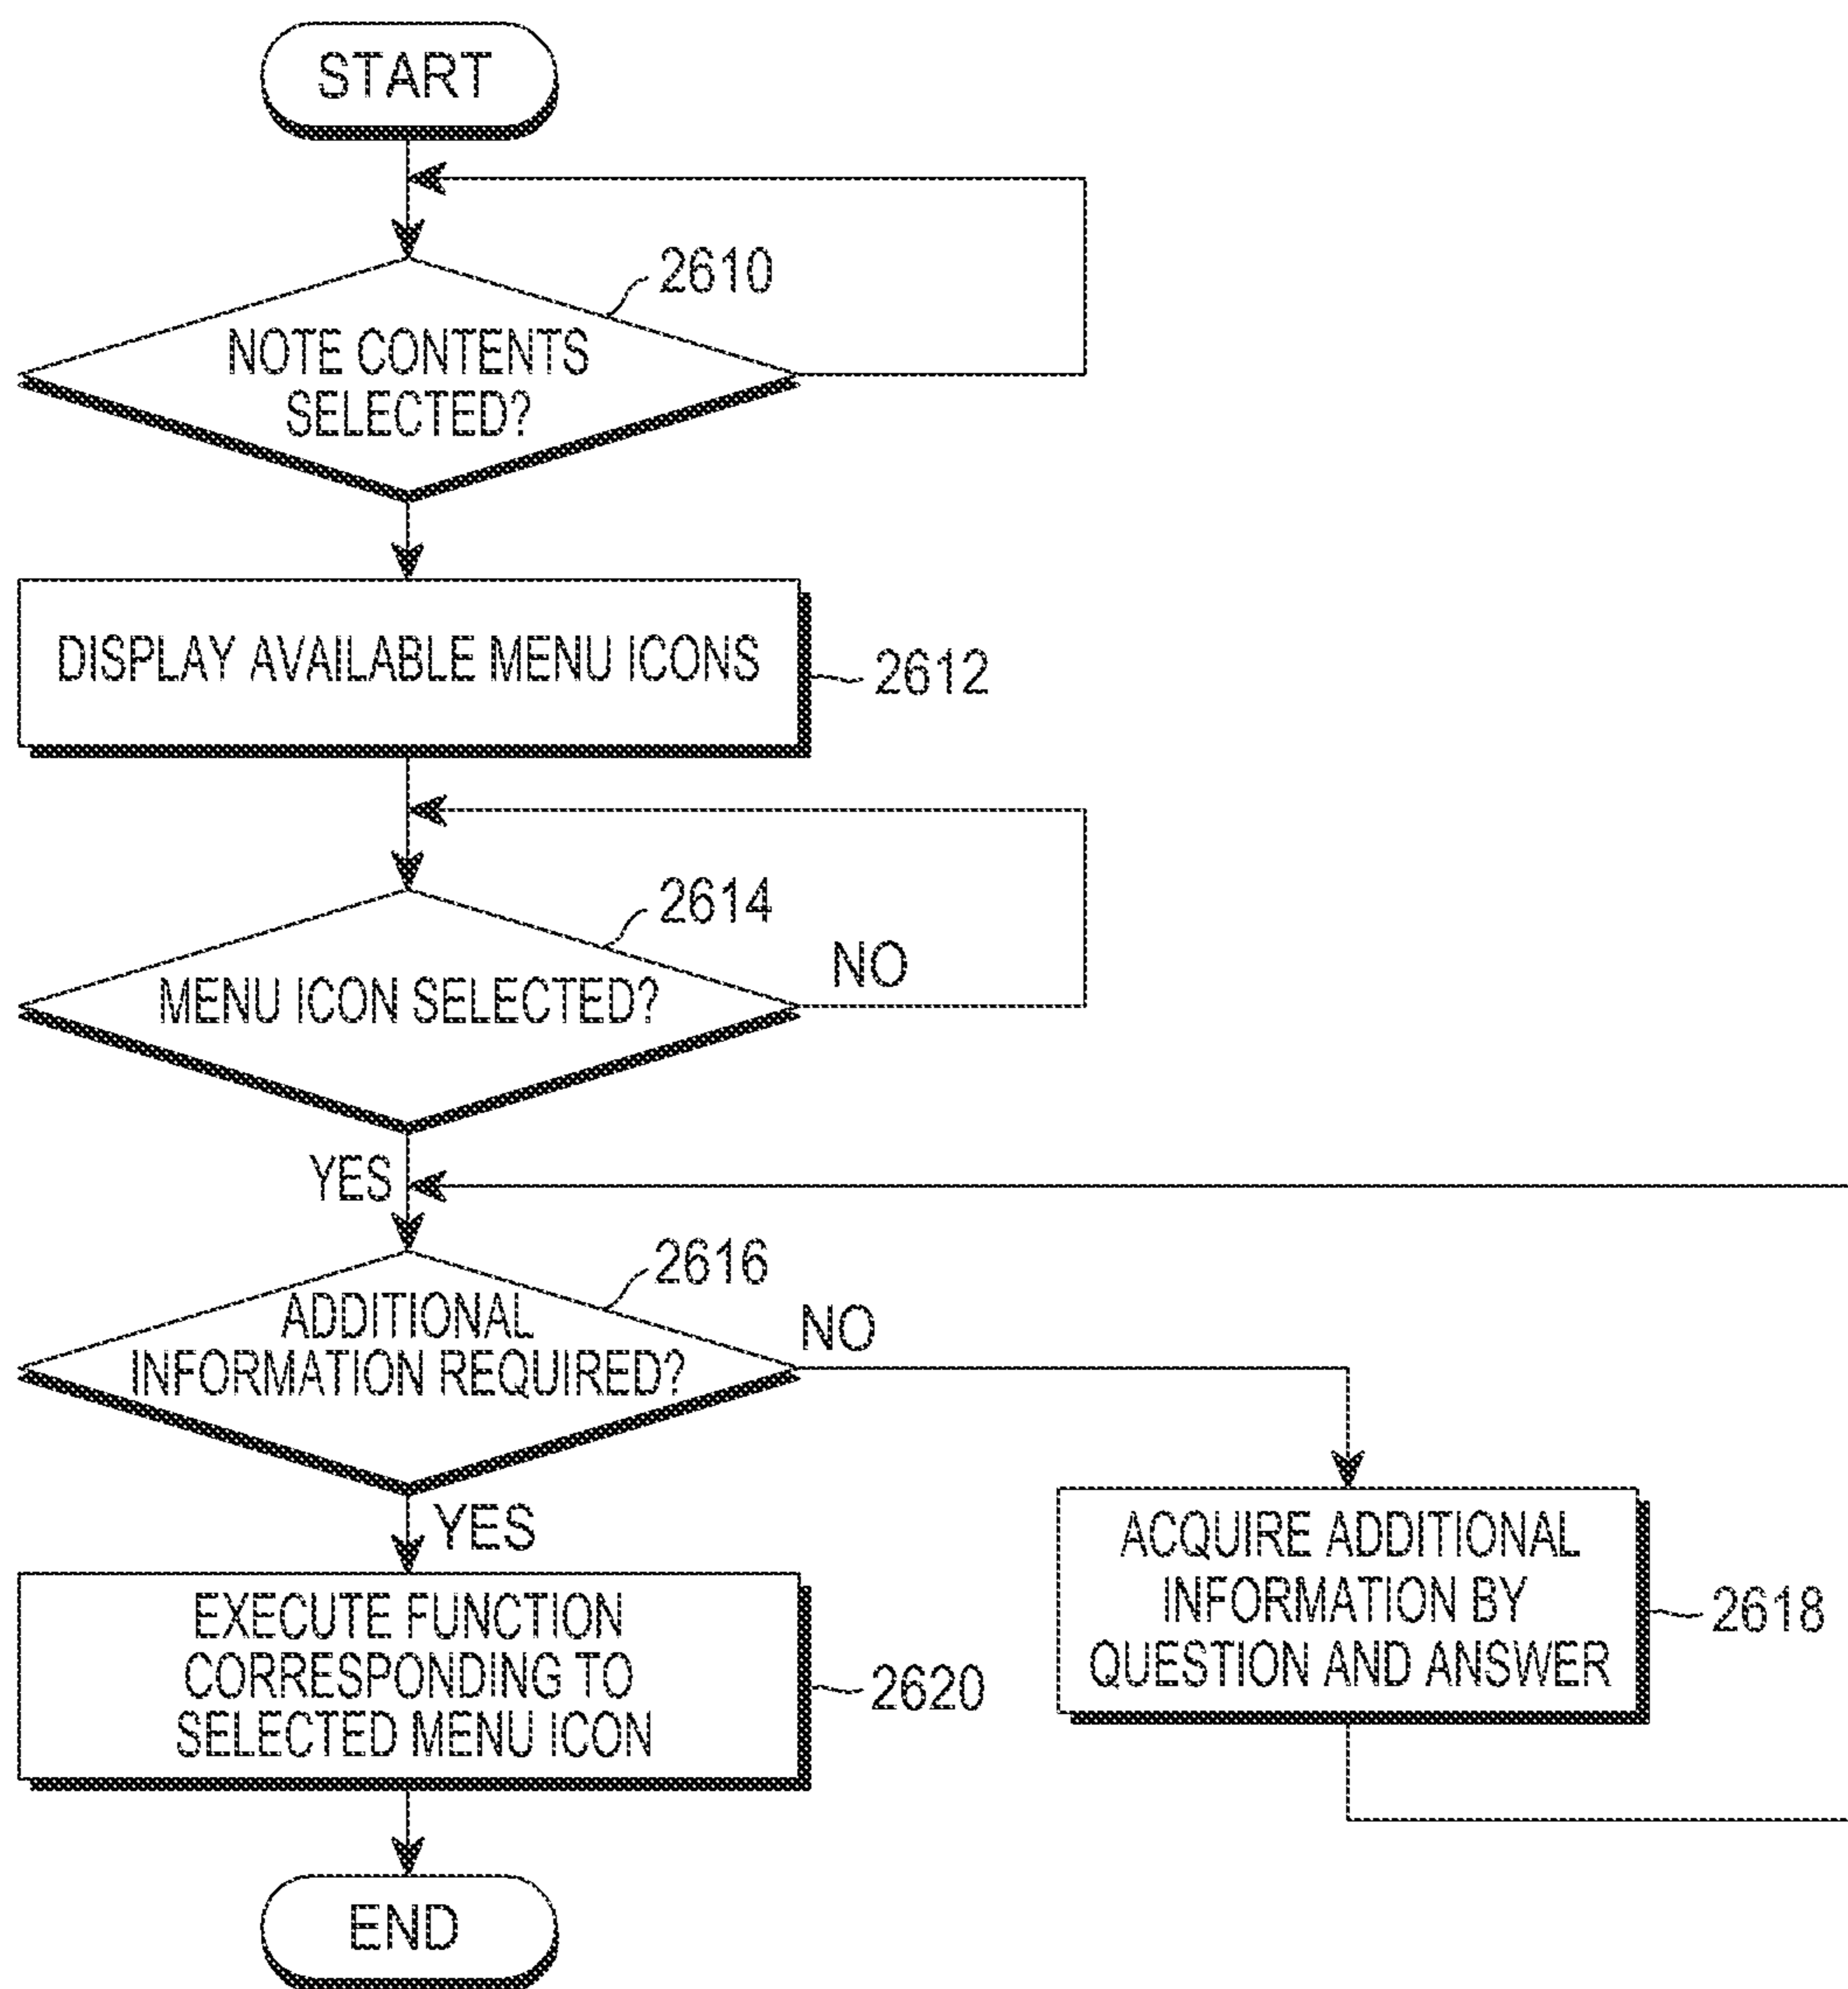 START
2610
NOTE CONTENTS
SELECTED?
DISPLAY AVAILABLE MENU ICONS
2612
2614
MENU ICON SELECTED?
NO
YES
2616
ADDITIONAL
INFORMATION REQUIRED?
NO
YES
EXECUTE FUNCTION
CORRESPONDING TO
SELECTED MENU ICON
2620
ACQUIRE ADDITIONAL
INFORMATION BY
QUESTION AND ANSWER
2618
END